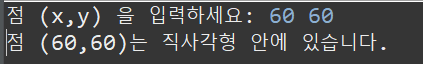 점 (x,y) 을 입력하세요: 60 60
점 (60,60)는 직사각형 안에 있습니다.